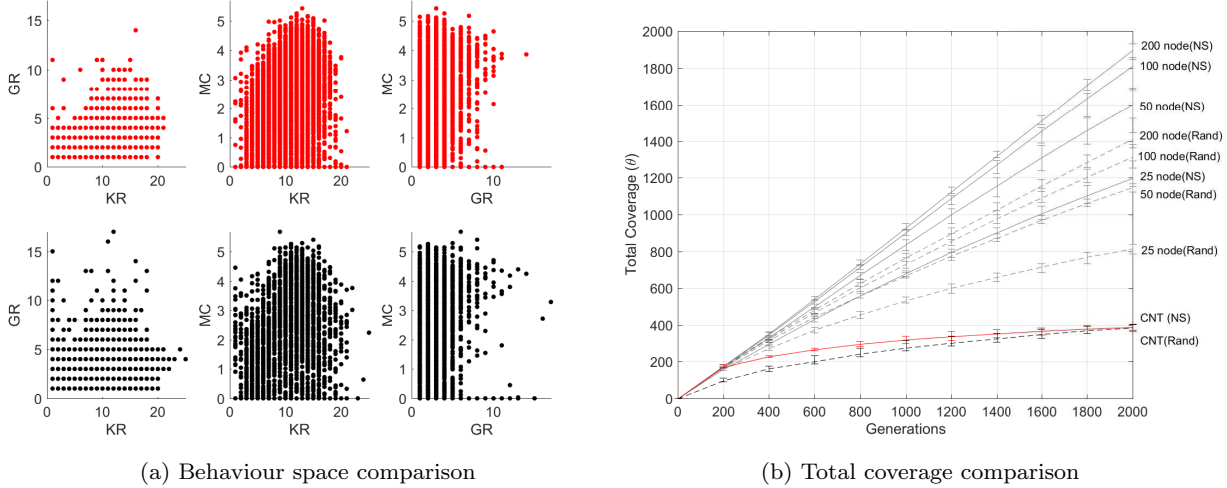 15
10
5
0
GR
0
10
20
KR
5
4
3
2
1
0
MC
0
10
20
KR
5
4
3
2
1
0
MC
0
10
GR
15
10
5
0
GR
0
10
20
KR
5
4
3
2
1
0
MC
0
10
20
KR
5
4
3
2
1
0
MC
10
GR
(a) Behaviour space comparison
2000
1800
1600
1400
1200
1000
800
600
400
200
0
Total Coverage (θ)
0
200
400
600
800
1000
1200
1400
1600
1800
2000
Generations
200 node(NS)
100 node(NS)
50 node(NS)
200 node(Rand)
100 node(Rand)
25 node(NS)
50 node(Rand)
25 node(Rand)
CNT (NS)
CNT(Rand)
(b) Total coverage comparison